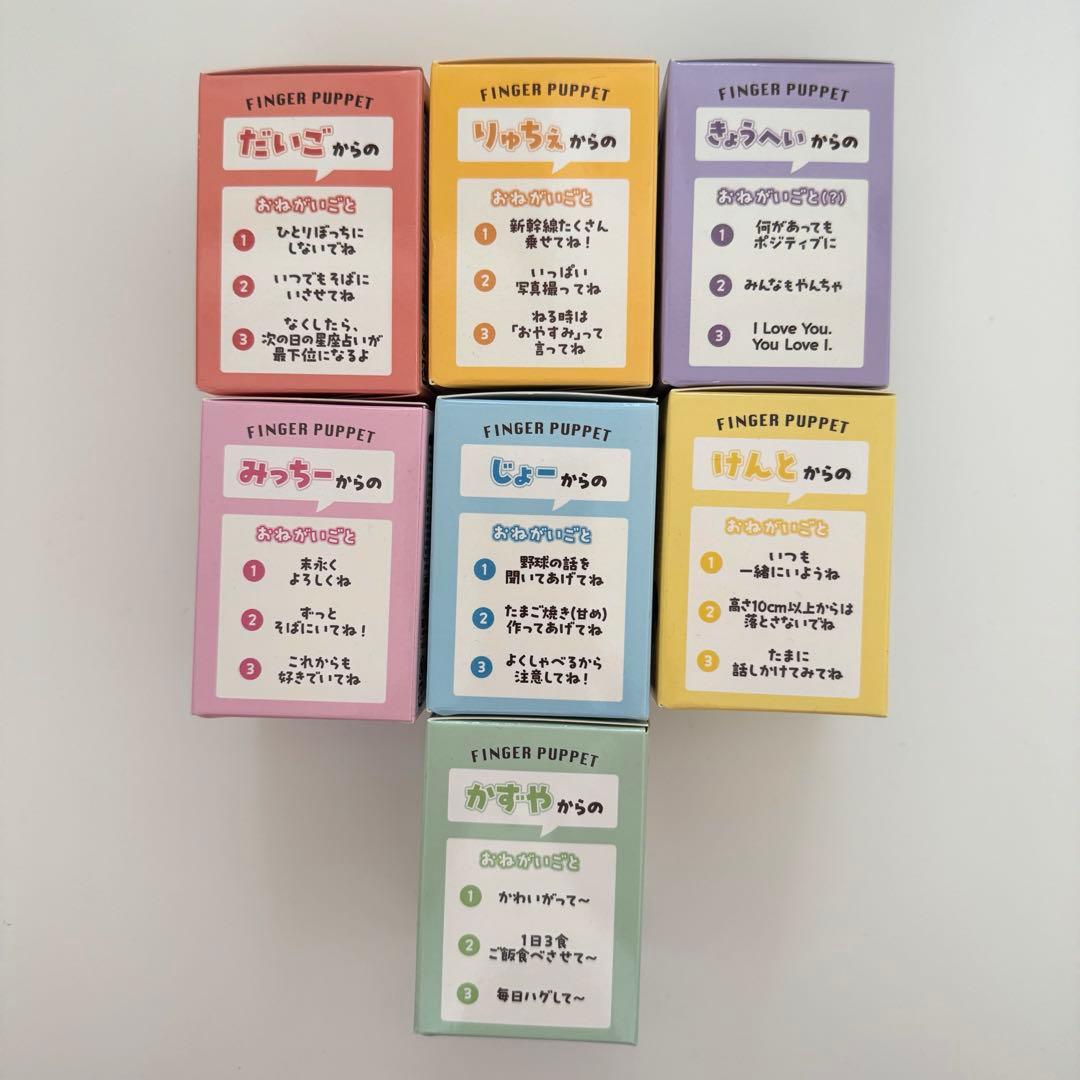 FINGER PUPPET
だいごからの
おねがいごと
1 ひとりぼっちに
しないでね
2 いつでもそばに
いさせてね
3 なくしたら、
次の日の星座占いが
最下位になるよ
FINGER PUPPET
りゅちぇからの
おねがいごと
1 新幹線たくさん
乗せてね!
2 いっぱい
写真撮ってね
3 ねる時は
「おやすみ」って
言ってね
FINGER PUPPET
きょうへいからの
おねがいごと(?)
1 何があっても
ポジティブに
2 みんなもやんちゃ
3 I Love You.
You Love I.
FINGER PUPPET
みっちーからの
おねがいごと
1 末永く
よろしくね
2 ずっと
そばにいてね!
3 これからも
好きでいてね
FINGER PUPPET
じょーからの
おねがいごと
1 野球の話を
聞いてあげてね
2 たまご焼き(甘め)
作ってあげてね
3 よくしゃべるから
注意してね!
FINGER PUPPET
けんとからの
おねがいごと
1 いつも
一緒にいようね
2 高さ10cm以上からは
落とさないでね
3 たまに
話しかけてみてね
FINGER PUPPET
かずやからの
おねがいごと
1 かわいがって〜
2 1日3食
ご飯食べさせて〜
3 毎日ハグして〜